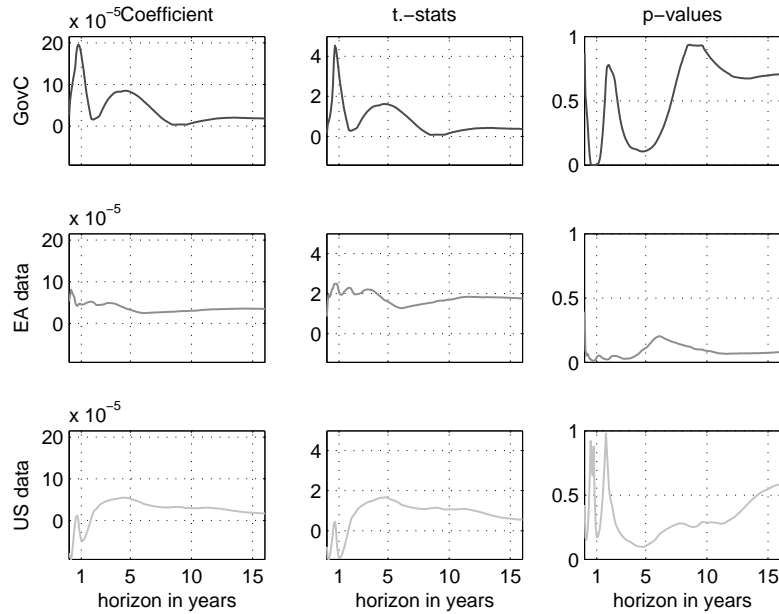 x 10⁻⁵ Coefficient
t.−stats
p−values
GovC
20
10
0
4
2
0
1
0.5
0
x 10⁻⁵
EA data
20
10
0
4
2
0
1
0.5
0
x 10⁻⁵
US data
20
10
0
4
2
0
1
0.5
0
1 5 10 15
1 5 10 15
1 5 10 15
horizon in years
horizon in years
horizon in years